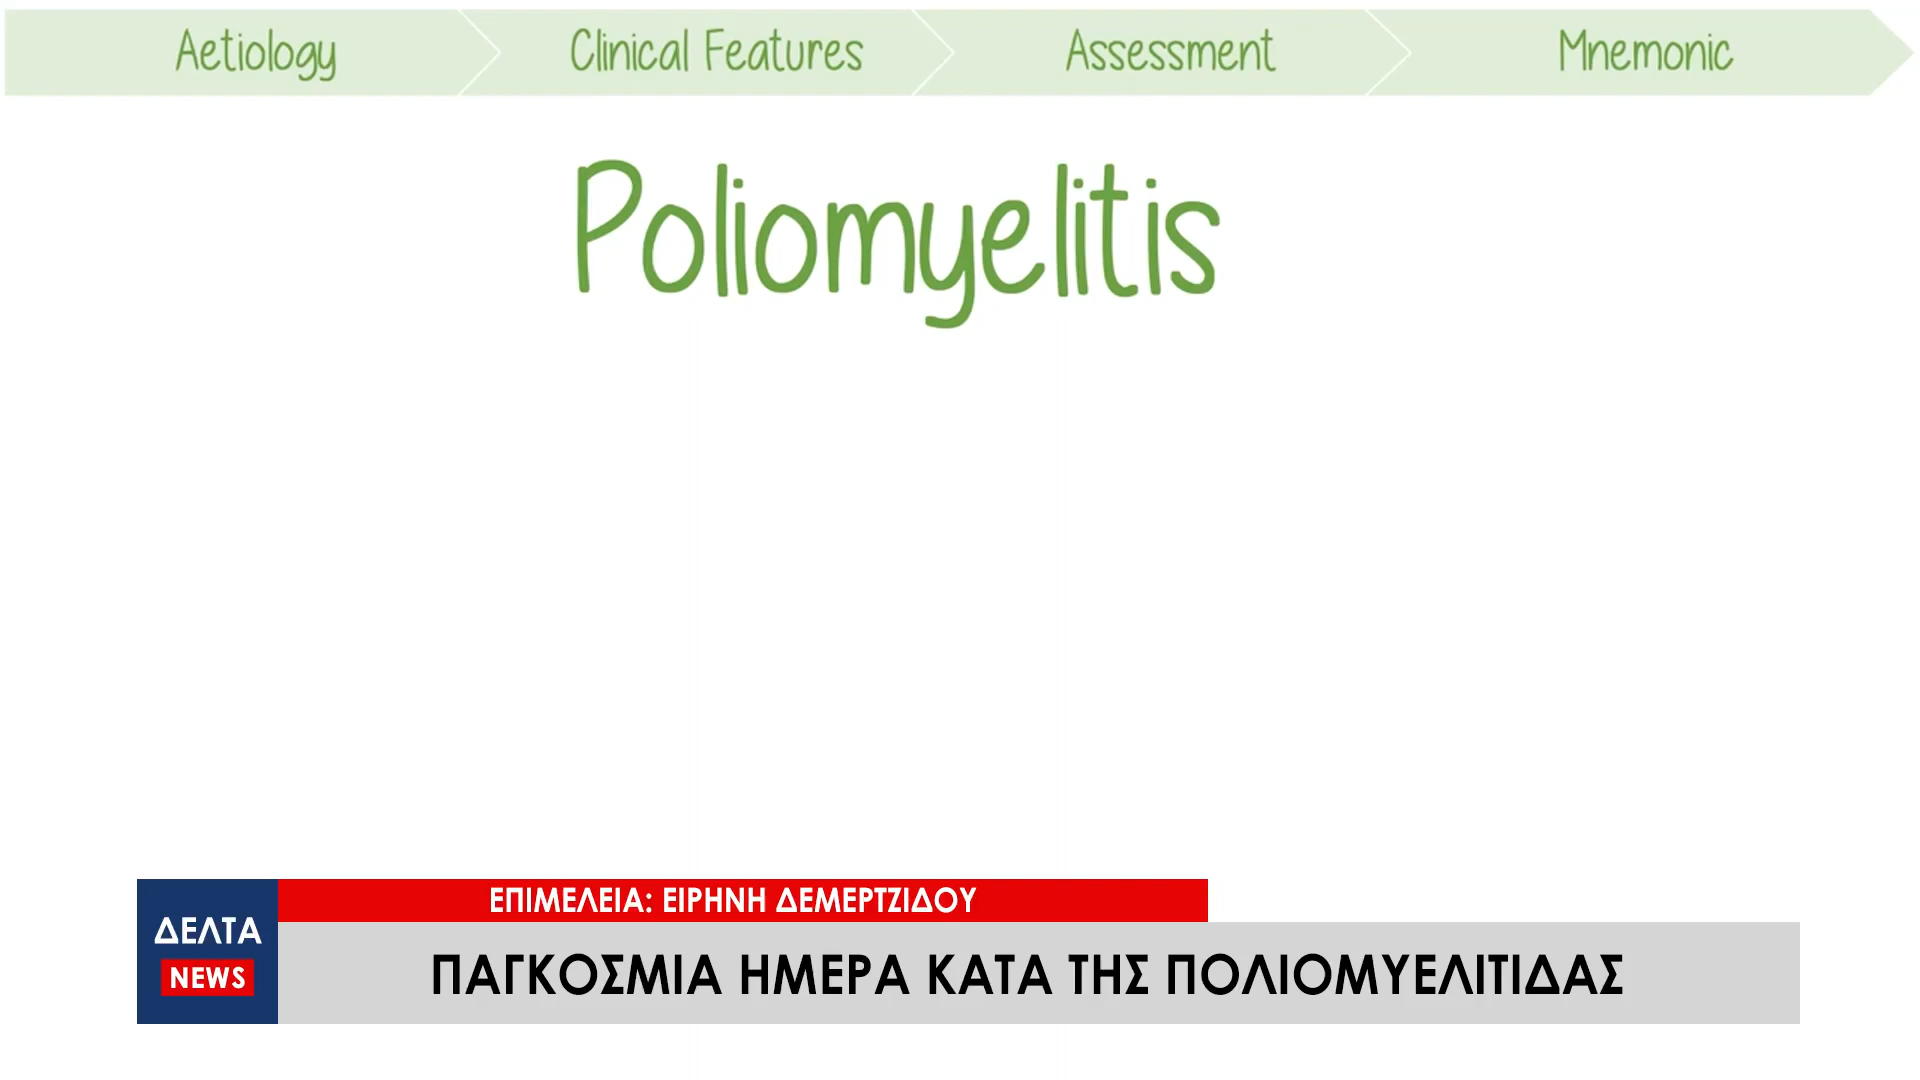 Aetiology Clinical Features Assessment Mnemonic
Poliomyelitis
ΕΠΙΜΕΛΕΙΑ: ΕΙΡΗΝΗ ΔΕΜΕΡΤΖΙΔΟΥ
ΔΕΛΤΑ
NEWS
ΠΑΓΚΟΣΜΙΑ ΗΜΕΡΑ ΚΑΤΑ ΤΗΣ ΠΟΛΙΟΜΥΕΛΙΤΙΔΑΣ